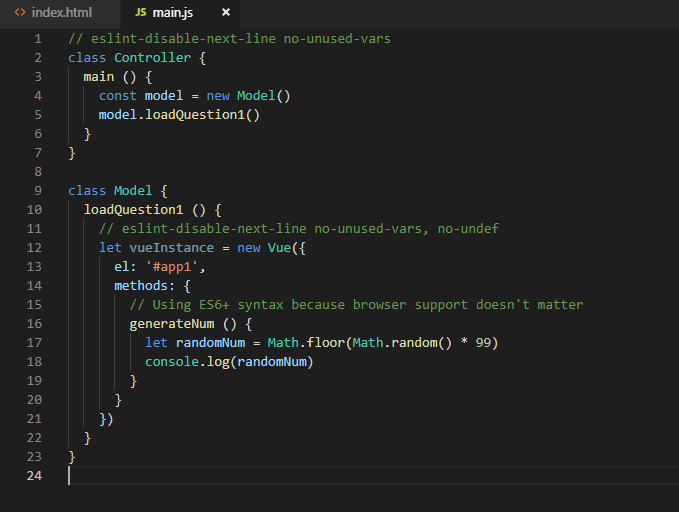 <> index.html JS main.js ×
1 // eslint-disable-next-line no-unused-vars
2 class Controller {
3   main () {
4     const model = new Model()
5     model.loadQuestion1()
6   }
7 }
8
9 class Model {
10   loadQuestion1 () {
11     // eslint-disable-next-line no-unused-vars, no-undef
12     let vueInstance = new Vue({
13       el: '#app1',
14       methods: {
15         // Using ES6+ syntax because browser support doesn't matter
16         generateNum () {
17           let randomNum = Math.floor(Math.random() * 99)
18           console.log(randomNum)
19         }
20       }
21     })
22   }
23 }
24